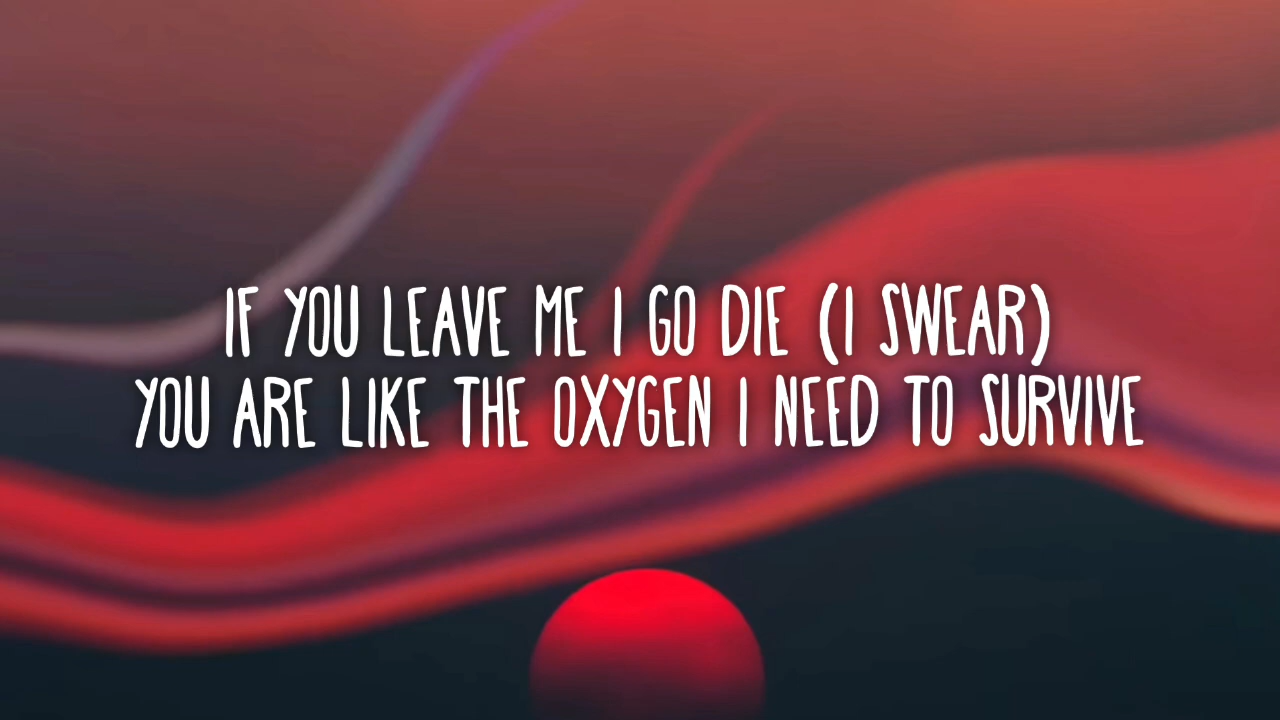 IF YOU LEAVE ME I GO DIE (I SWEAR)
YOU ARE LIKE THE OXYGEN I NEED TO SURVIVE